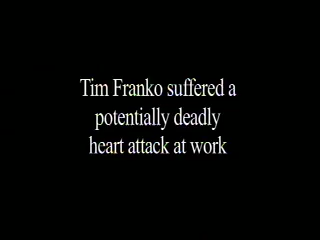 Tim Franko suffered a
potentially deadly
heart attack at work